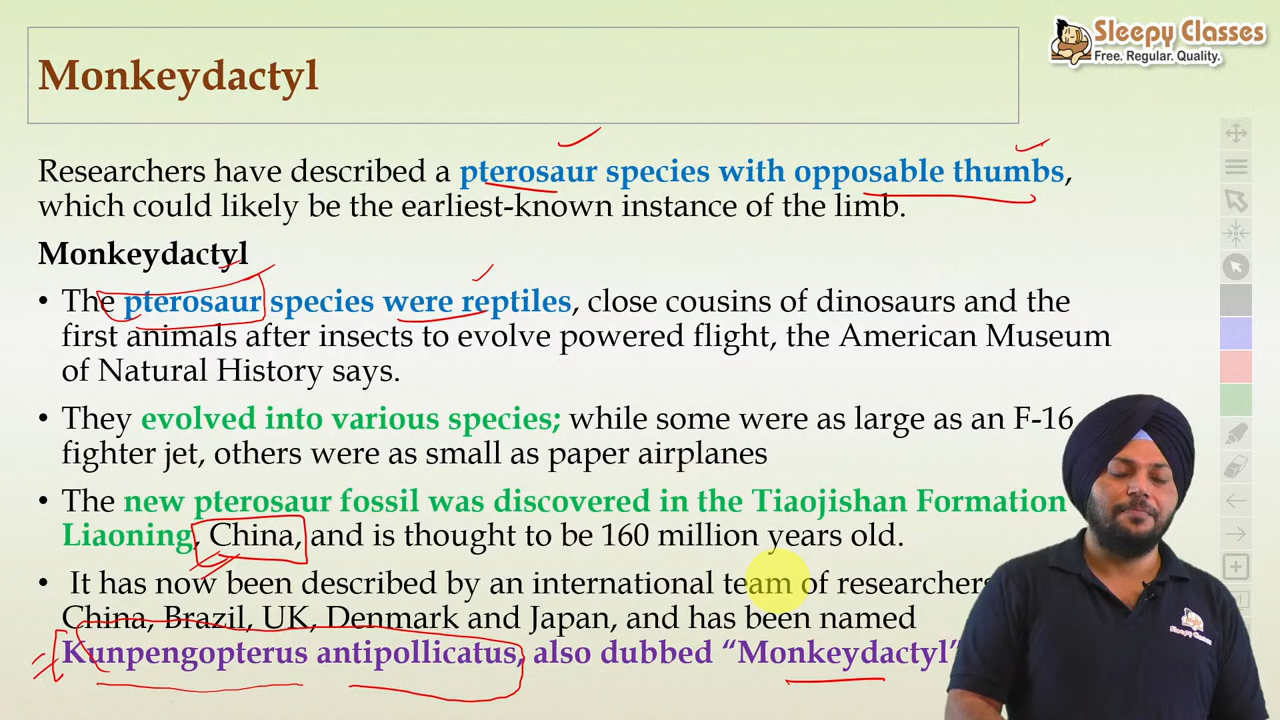 Sleepy Classes
Free. Regular. Quality.
Monkeydactyl
Researchers have described a pterosaur species with opposable thumbs,
which could likely be the earliest-known instance of the limb.
Monkeydactyl
• The pterosaur species were reptiles, close cousins of dinosaurs and the
first animals after insects to evolve powered flight, the American Museum
of Natural History says.
• They evolved into various species; while some were as large as an F-16
fighter jet, others were as small as paper airplanes
• The new pterosaur fossil was discovered in the Tiaojishan Formation
Liaoning, China, and is thought to be 160 million years old.
• It has now been described by an international team of researchers
China, Brazil, UK, Denmark and Japan, and has been named
Kunpengopterus antipollicatus, also dubbed “Monkeydactyl”
Sleepy Classes